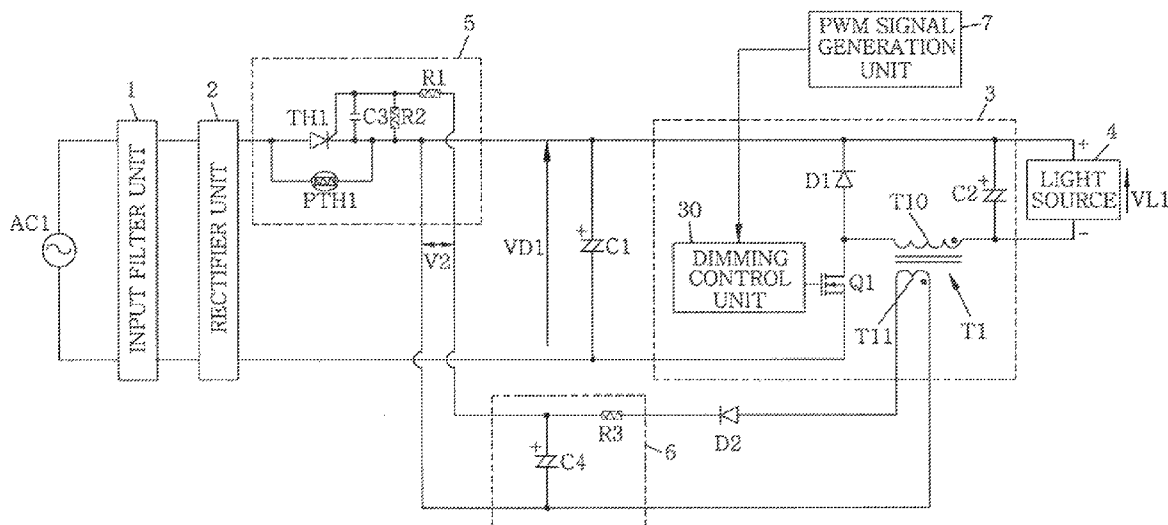 PWM SIGNAL
GENERATION
UNIT
7
5
R1
1
2
3
TH1
C3
R2
4
PTH1
D1
C2
+
LIGHT
SOURCE
VL1
-
T10
30
AC1
INPUT FILTER UNIT
RECTIFIER UNIT
V2
VD1
+
C1
DIMMING
CONTROL
UNIT
Q1
T11
T1
+
C4
R3
6
D2